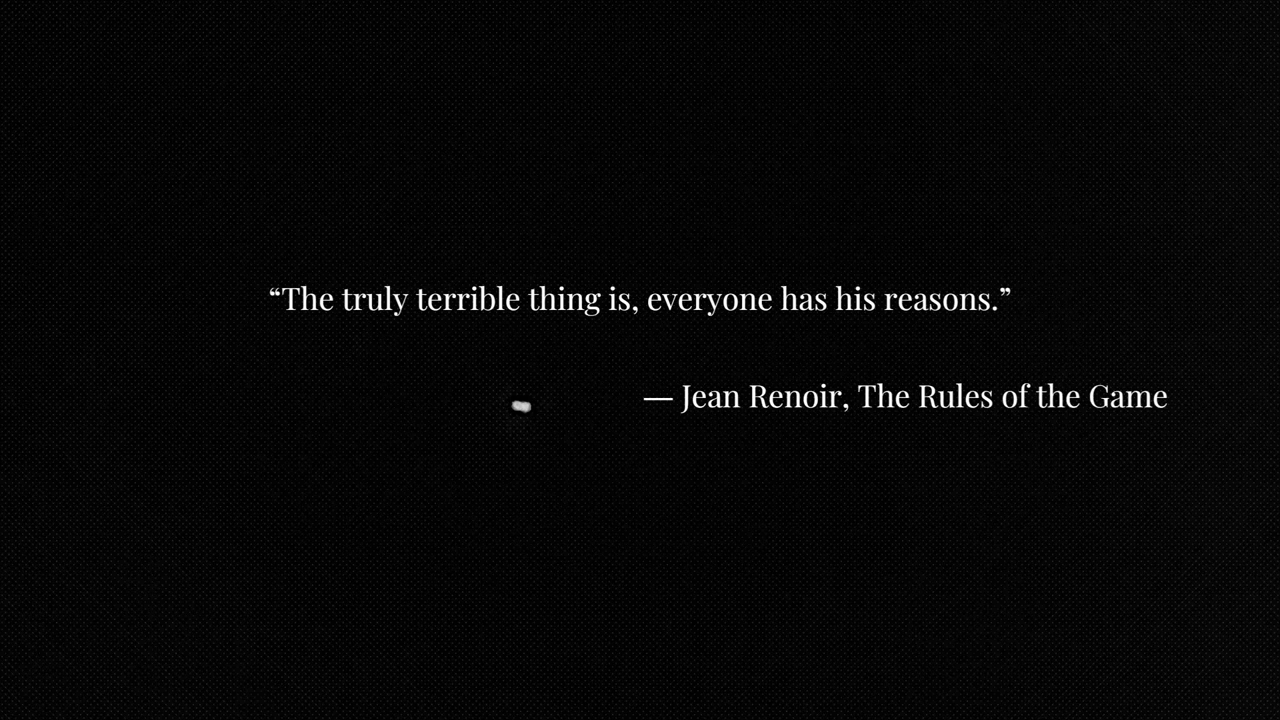 “The truly terrible thing is, everyone has his reasons.”
— Jean Renoir, The Rules of the Game